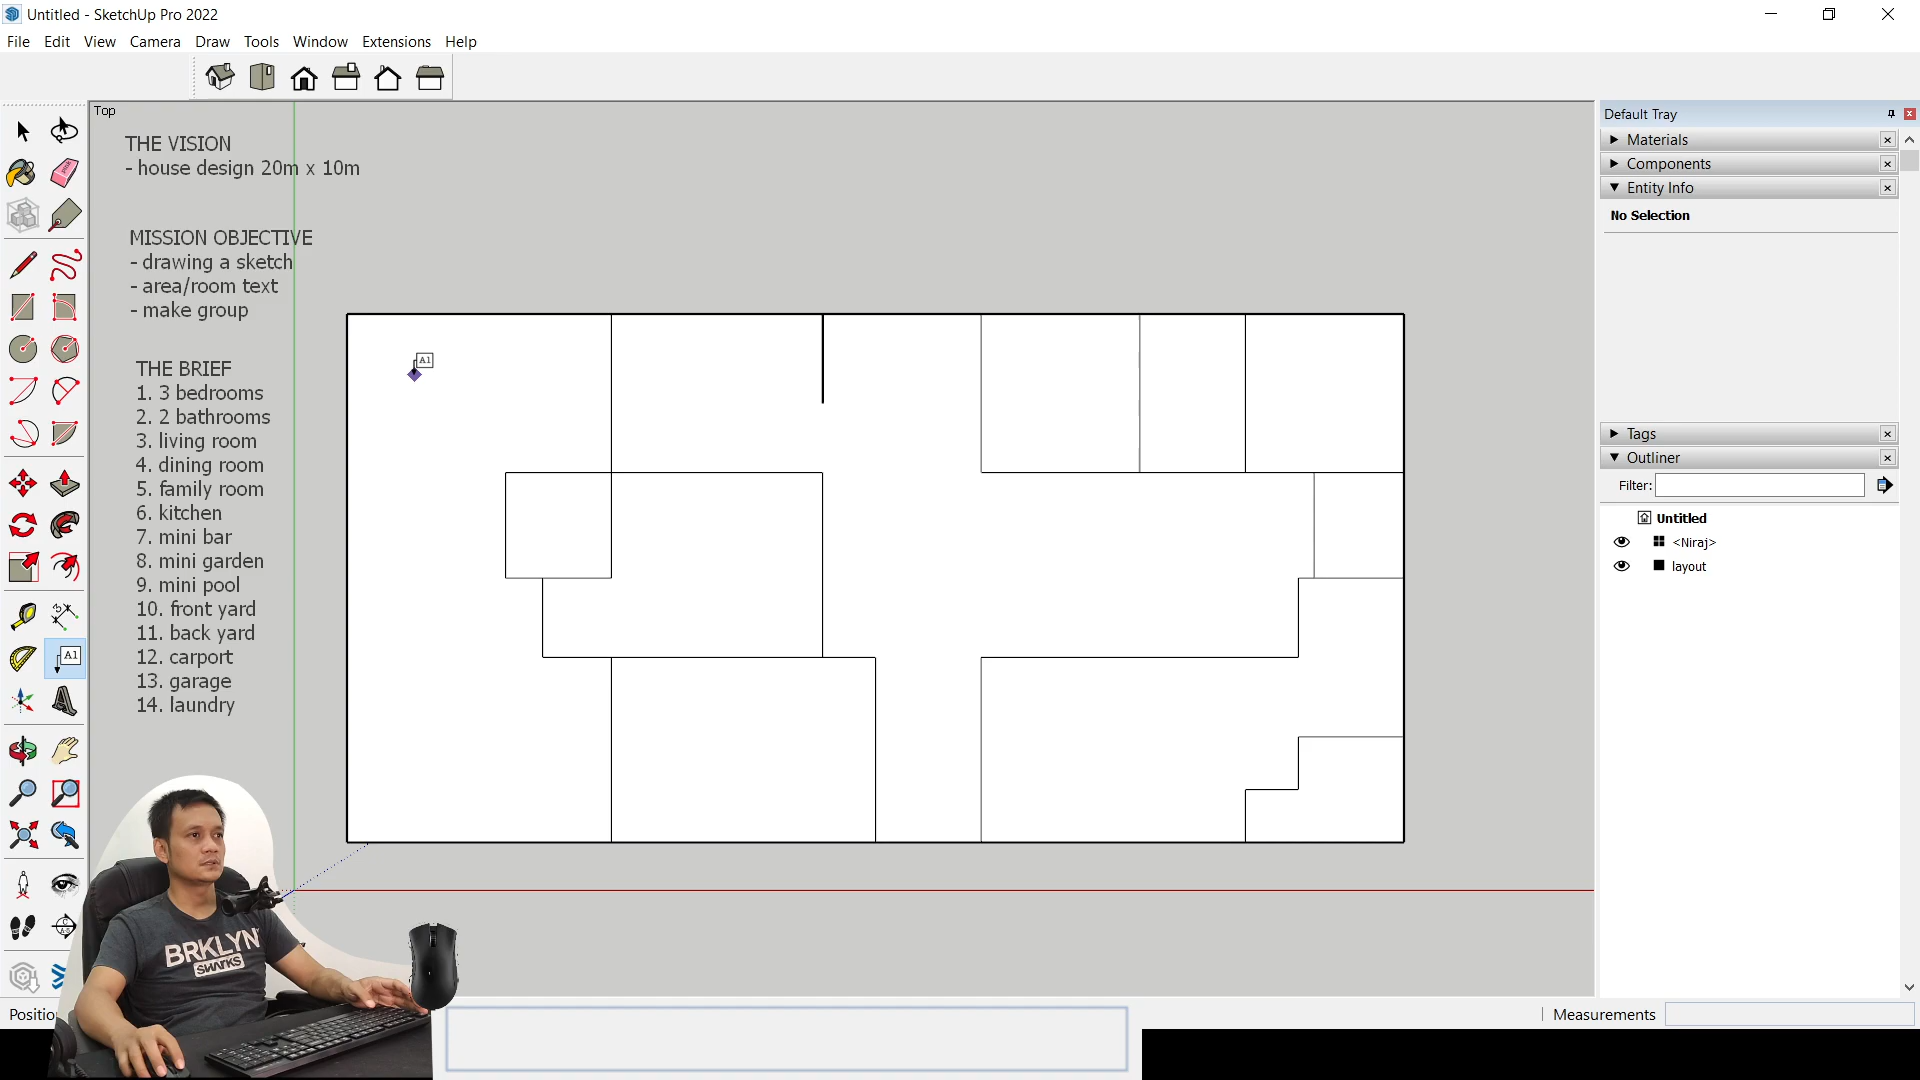 Untitled - SketchUp Pro 2022
File Edit View Camera Draw Tools Window Extensions Help
Top
THE VISION
- house design 20m x 10m
MISSION OBJECTIVE
- drawing a sketch
- area/room text
- make group
THE BRIEF
1. 3 bedrooms
2. 2 bathrooms
3. living room
4. dining room
5. family room
6. kitchen
7. mini bar
8. mini garden
9. mini pool
10. front yard
11. back yard
12. carport
13. garage
14. laundry
A1
A1
Default Tray
Materials
Components
Entity Info
No Selection
Tags
Outliner
Filter:
Untitled
<Niraj>
layout
BRKLYN
SHARKS
Measurements